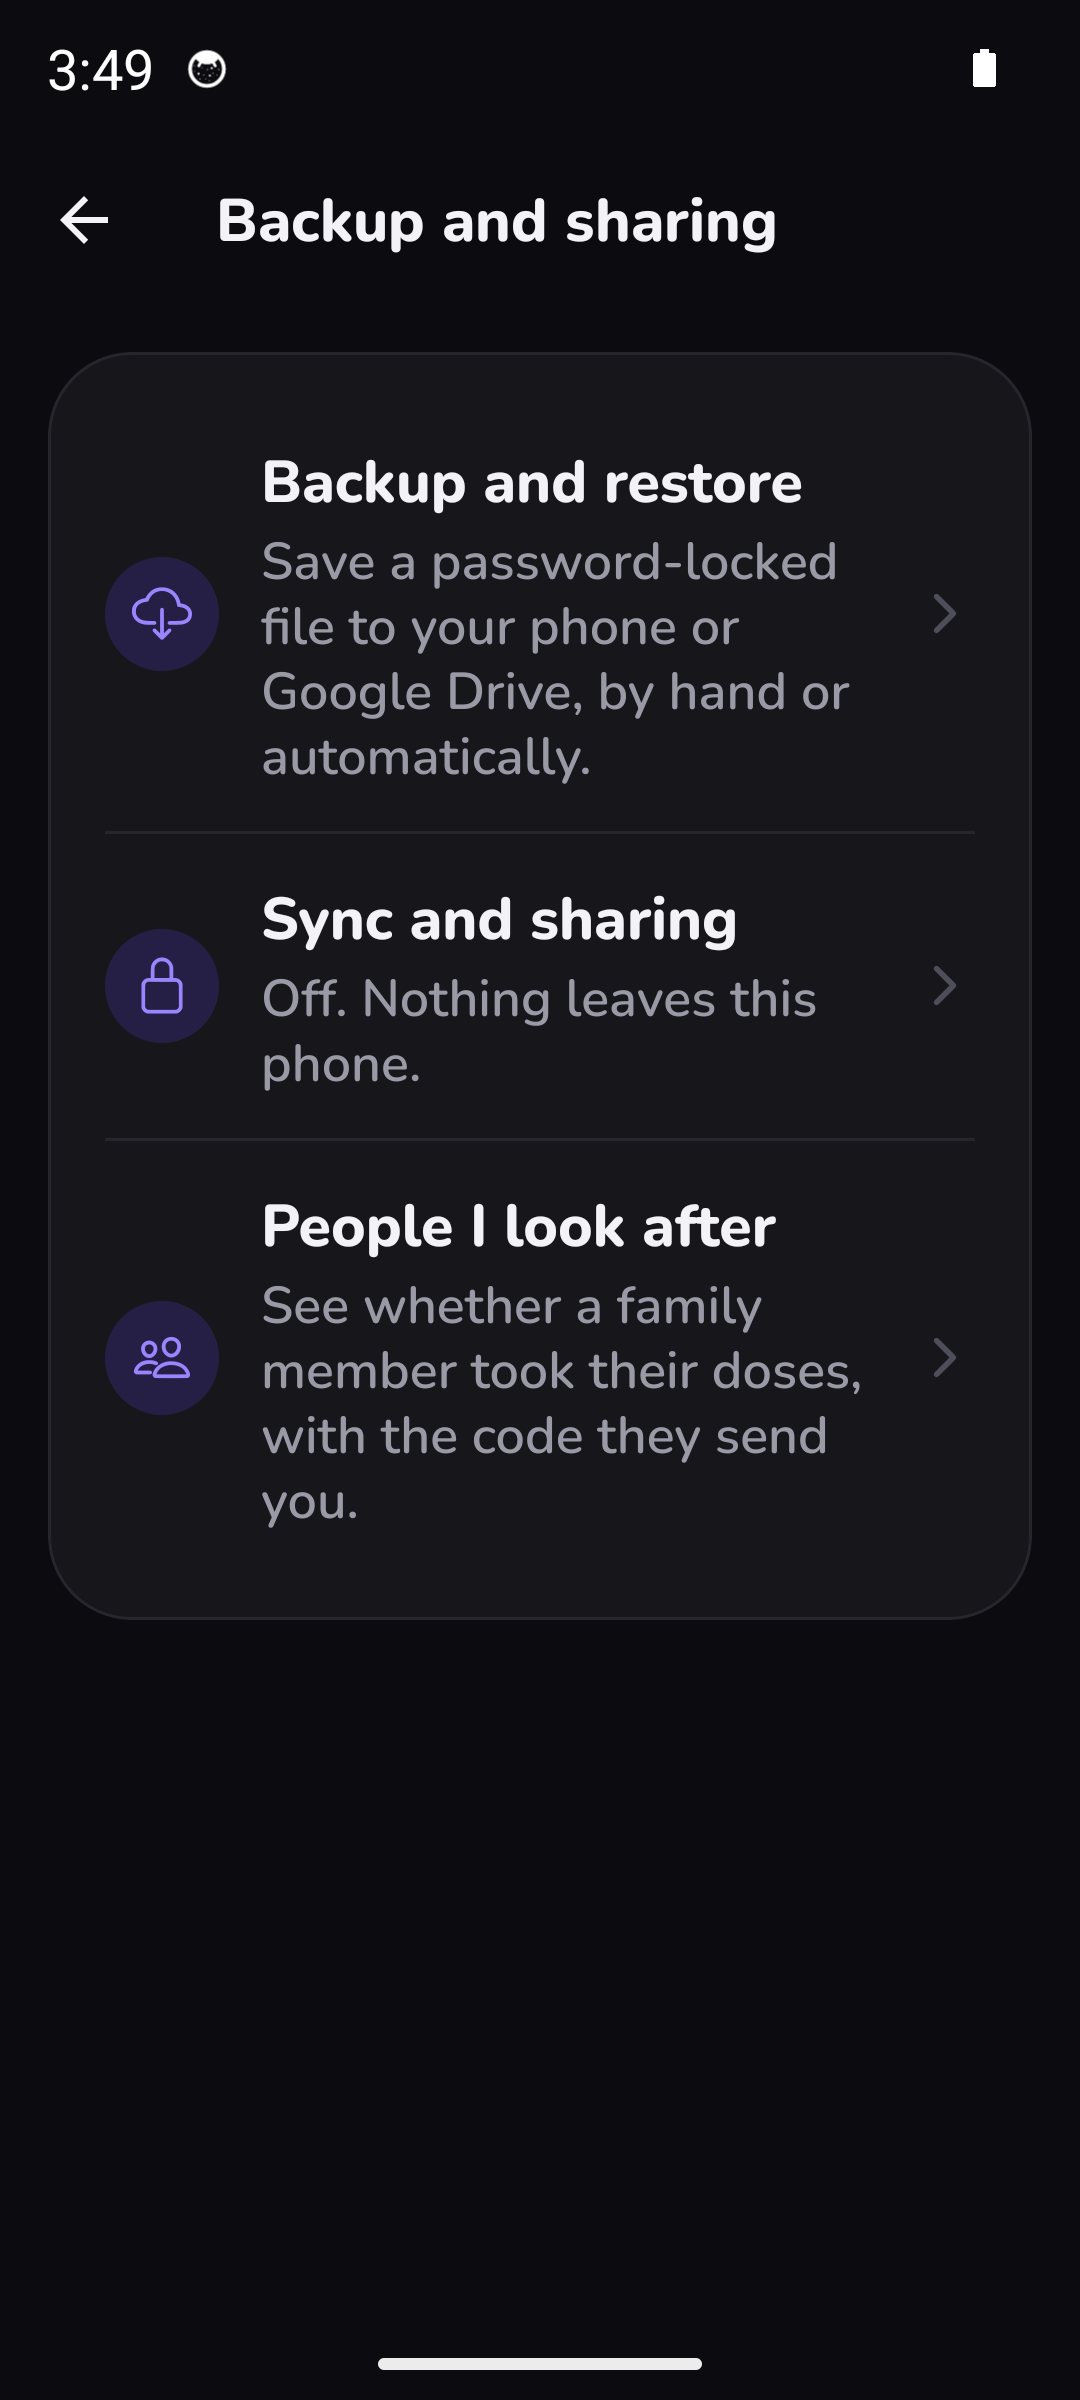 3:49
Backup and sharing
Backup and restore
Save a password-locked
file to your phone or
Google Drive, by hand or
automatically.
Sync and sharing
Off. Nothing leaves this
phone.
People I look after
See whether a family
member took their doses,
with the code they send
you.